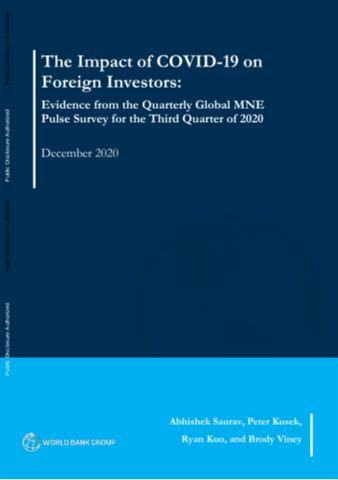 The Impact of COVID-19 on
Foreign Investors:
Evidence from the Quarterly Global MNE
Pulse Survey for the Third Quarter of 2020
December 2020
Abhishek Saurav, Peter Kusek,
Ryan Kuo, and Brody Viney
WORLD BANK GROUP
Public Disclosure Authorized
Public Disclosure Authorized
Public Disclosure Authorized
Public Disclosure Authorized